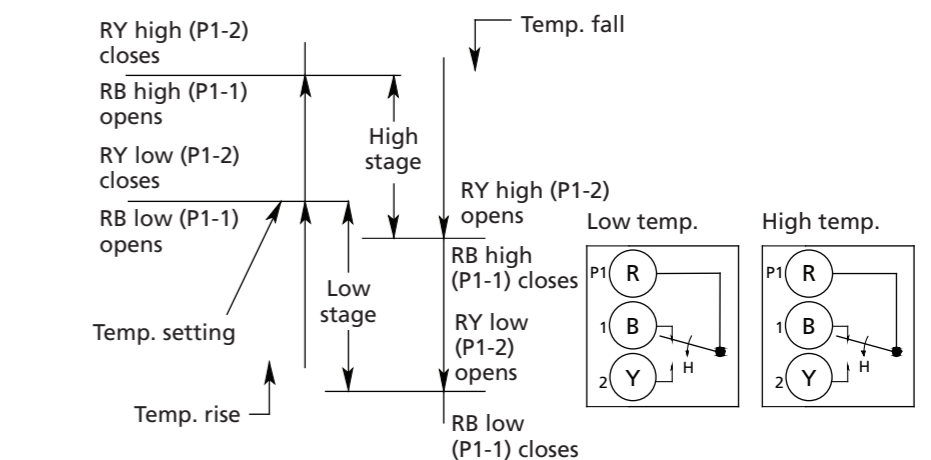 RY high (P1-2)
closes
RB high (P1-1)
opens
RY low (P1-2)
closes
RB low (P1-1)
opens
Temp. setting
Temp. rise
Temp. fall
High
stage
Low
stage
RY high (P1-2)
opens
RB high
(P1-1) closes
RY low
(P1-2)
opens
RB low
(P1-1) closes
Low temp.
P1 R
1 B
H
2 Y
High temp.
P1 R
1 B
H
2 Y